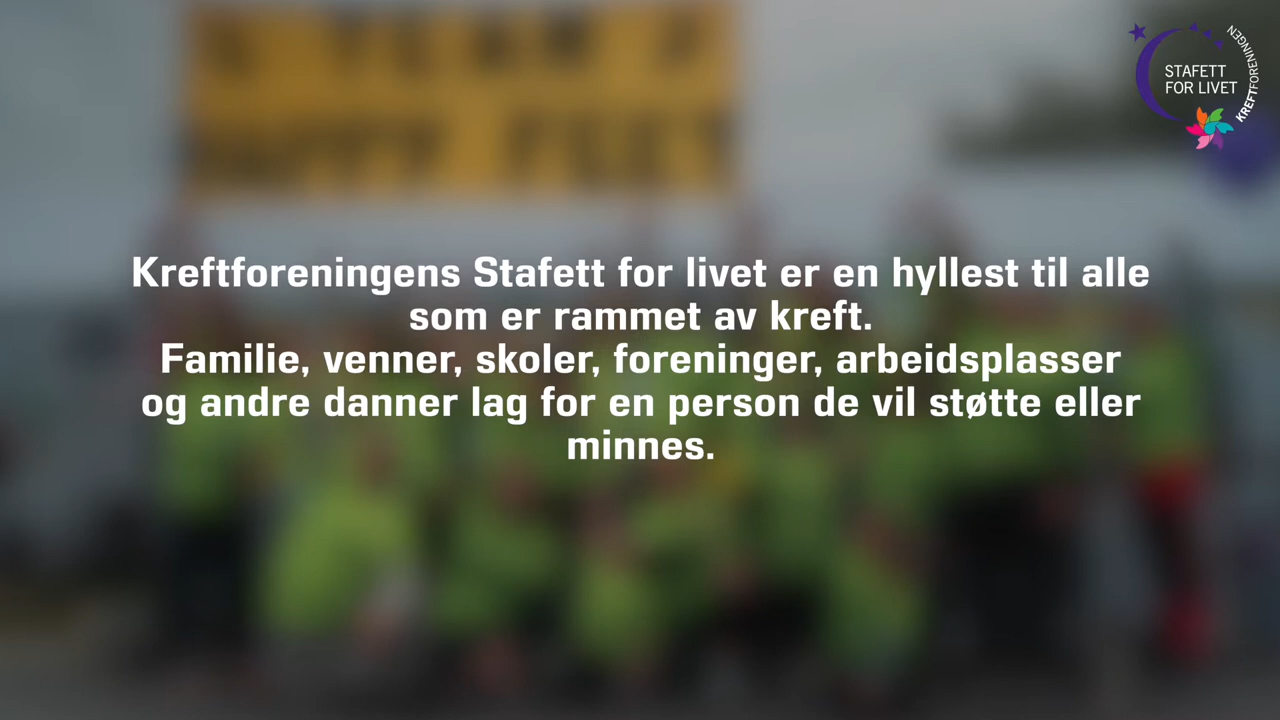 STAFETT
FOR LIVET
KREFTFORENINGEN
Kreftforeningens Stafett for livet er en hyllest til alle
som er rammet av kreft.
Familie, venner, skoler, foreninger, arbeidsplasser
og andre danner lag for en person de vil støtte eller
minnes.